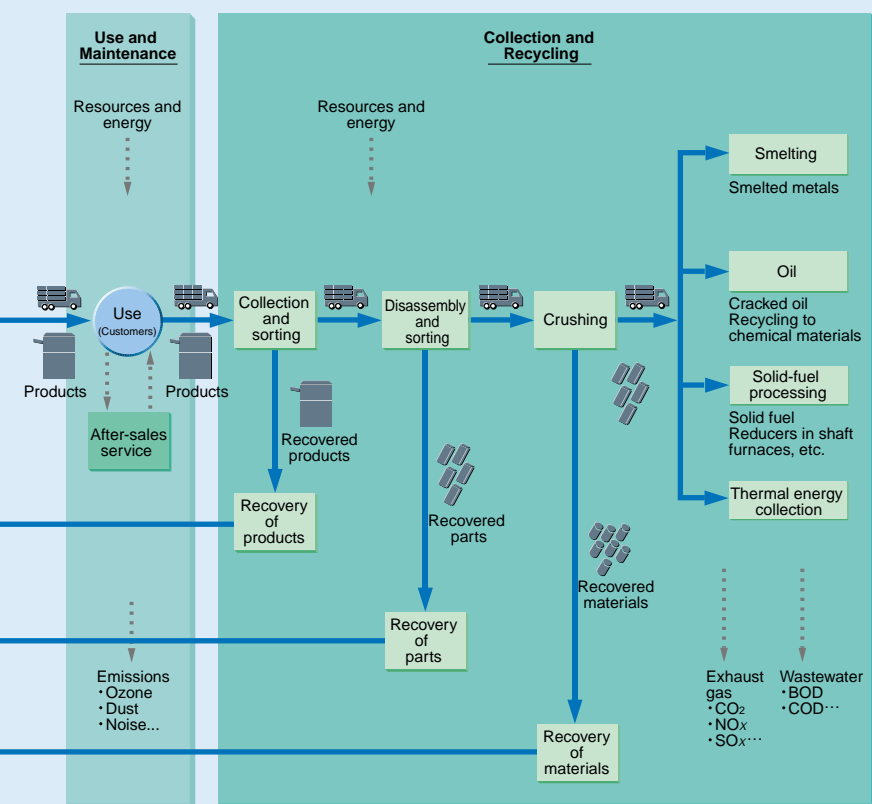 Use and
Maintenance
Collection and
Recycling
Resources and
energy
Resources and
energy
Smelting
Smelted metals
Oil
Cracked oil
Recycling to
chemical materials
Use
(Customers)
Collection
and
sorting
Disassembly
and
sorting
Crushing
Products
Products
Solid-fuel
processing
Solid fuel
Reducers in shaft
furnaces, etc.
After-sales
service
Recovered
products
Thermal energy
collection
Recovery
of
products
Recovered
parts
Recovered
materials
Recovery
of
parts
Emissions
・Ozone
・Dust
・Noise...
Exhaust
gas
・CO2
・NOx
・SOx…
Wastewater
・BOD
・COD…
Recovery
of
materials